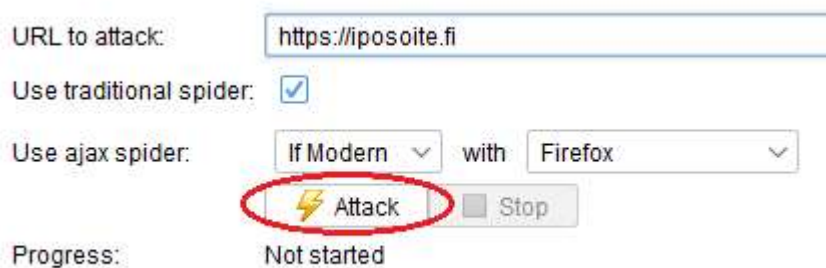 URL to attack: https://iposoite.fi
Use traditional spider:
Use ajax spider: If Modern with Firefox
Attack Stop
Progress: Not started